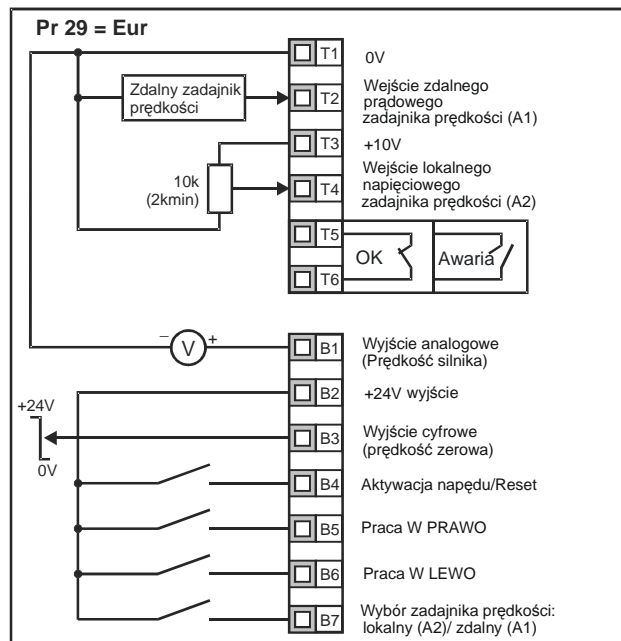 Pr 29 = Eur
T1 0V
Zdalny zadajnik
prędkości
T2 Wejście zdalnego
prądowego
zadajnika prędkości (A1)
T3 +10V
10k
(2kmin)
T4 Wejście lokalnego
napięciowego
zadajnika prędkości (A2)
T5
OK
Awaria
T6
− V +
B1 Wyjście analogowe
(Prędkość silnika)
B2 +24V wyjście
+24V
0V
B3 Wyjście cyfrowe
(prędkość zerowa)
B4 Aktywacja napędu/Reset
B5 Praca W PRAWO
B6 Praca W LEWO
B7 Wybór zadajnika prędkości:
lokalny (A2)/ zdalny (A1)